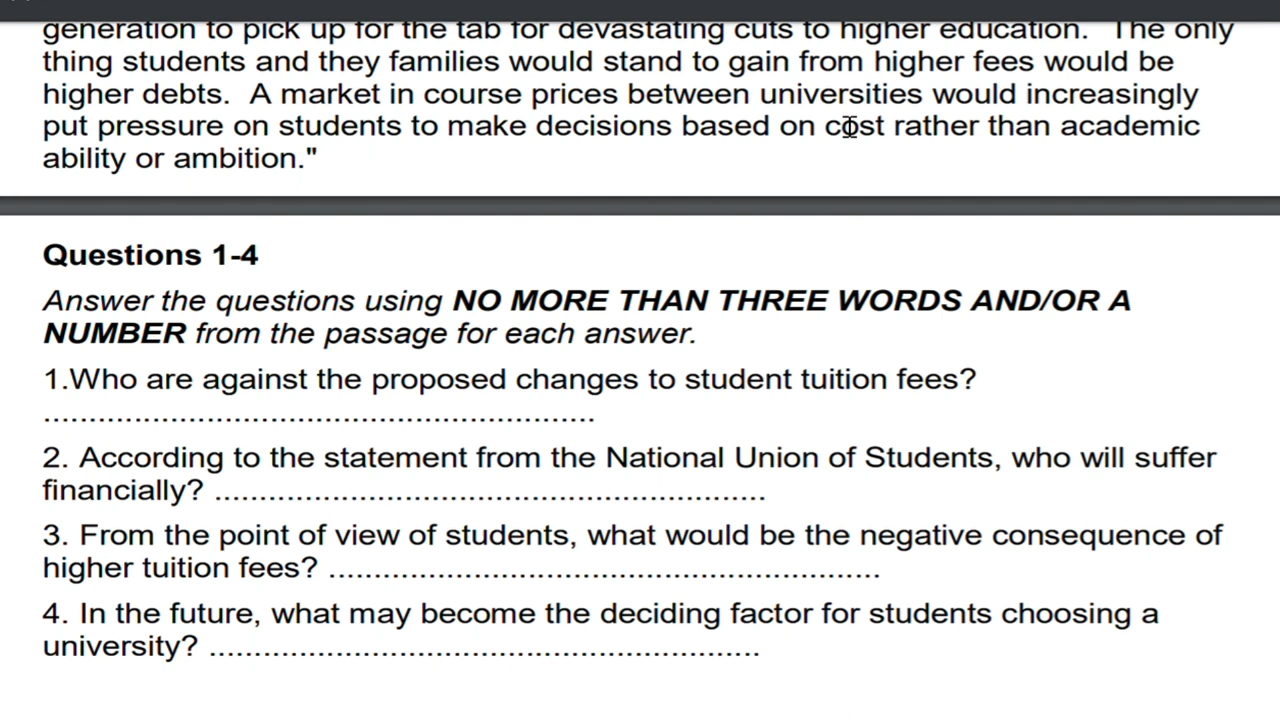 generation to pick up for the tab for devastating cuts to higher education.  The only
thing students and they families would stand to gain from higher fees would be
higher debts.  A market in course prices between universities would increasingly
put pressure on students to make decisions based on cost rather than academic
ability or ambition."
Questions 1-4
Answer the questions using NO MORE THAN THREE WORDS AND/OR A
NUMBER from the passage for each answer.
1.Who are against the proposed changes to student tuition fees?
.............................................................
2. According to the statement from the National Union of Students, who will suffer
financially? .............................................................
3. From the point of view of students, what would be the negative consequence of
higher tuition fees? .............................................................
4. In the future, what may become the deciding factor for students choosing a
university? .............................................................